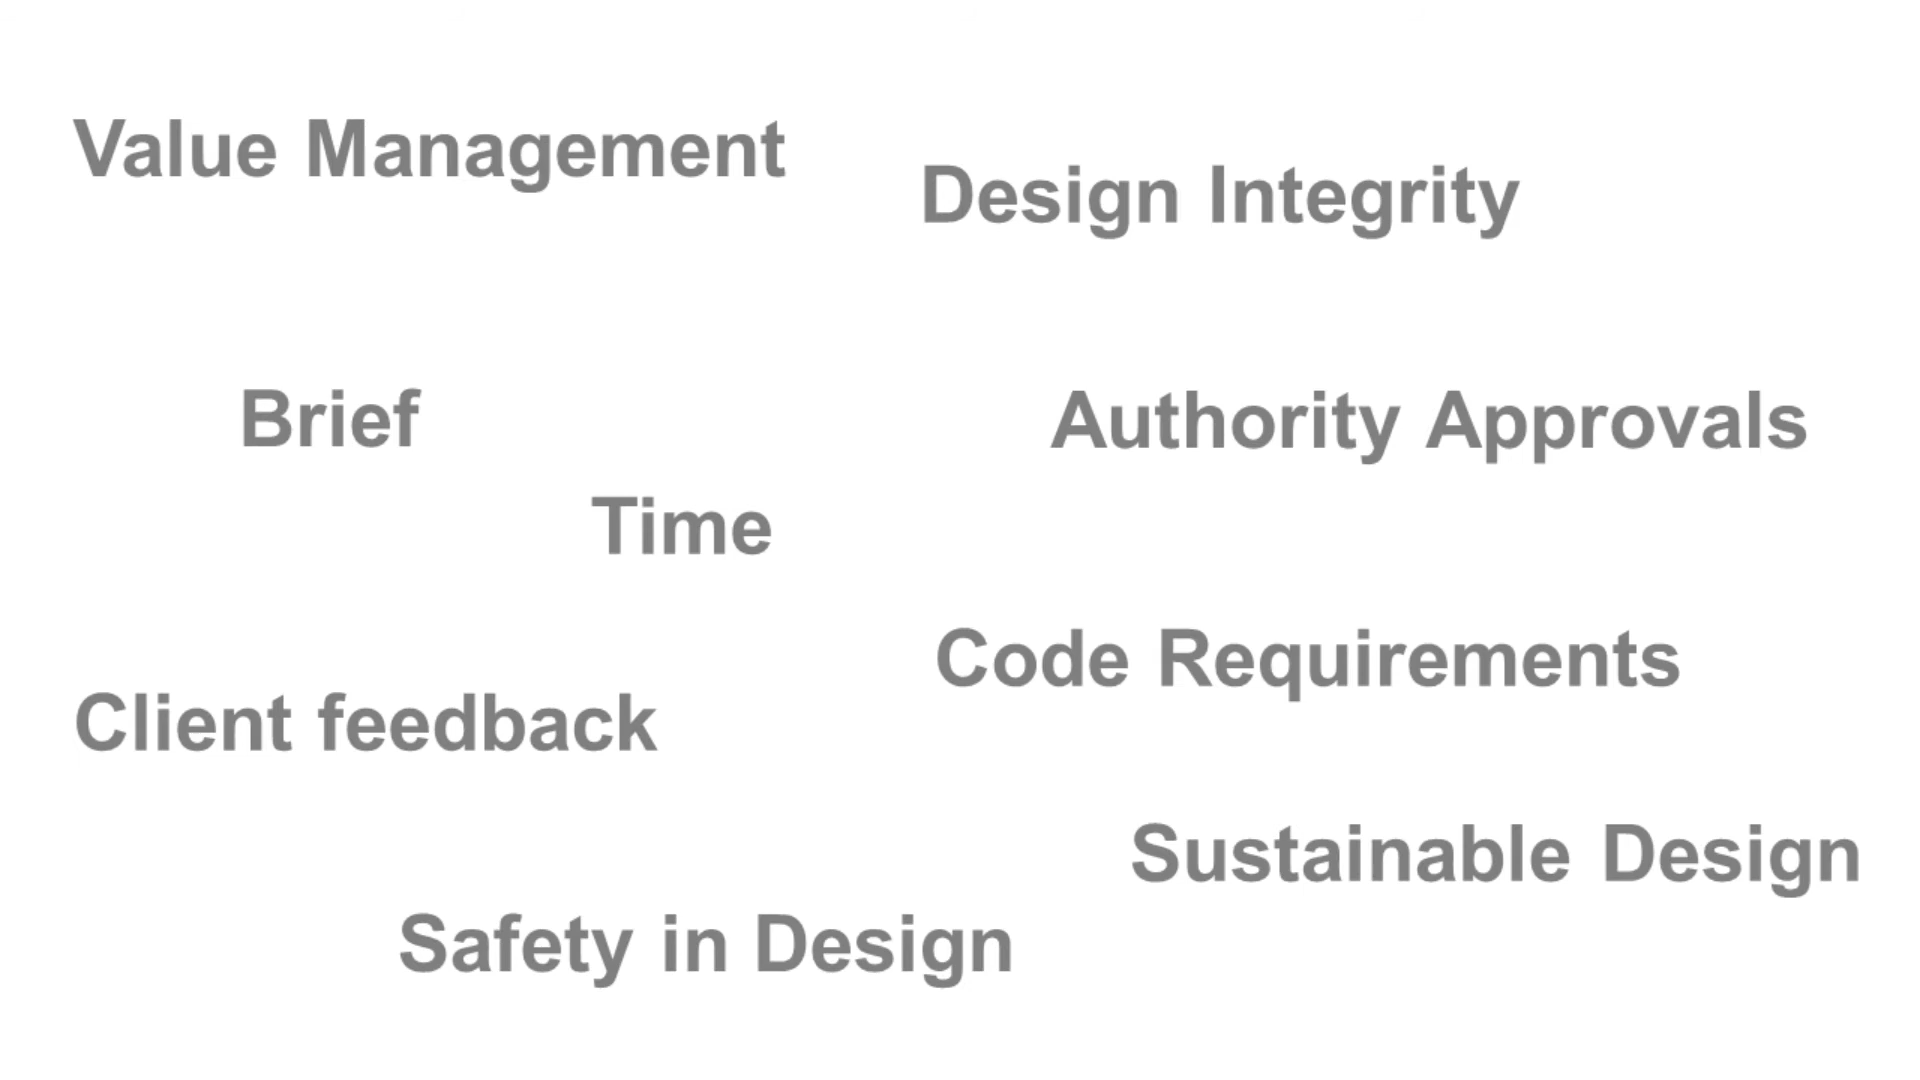 Value Management
Design Integrity
Brief
Authority Approvals
Time
Code Requirements
Client feedback
Sustainable Design
Safety in Design